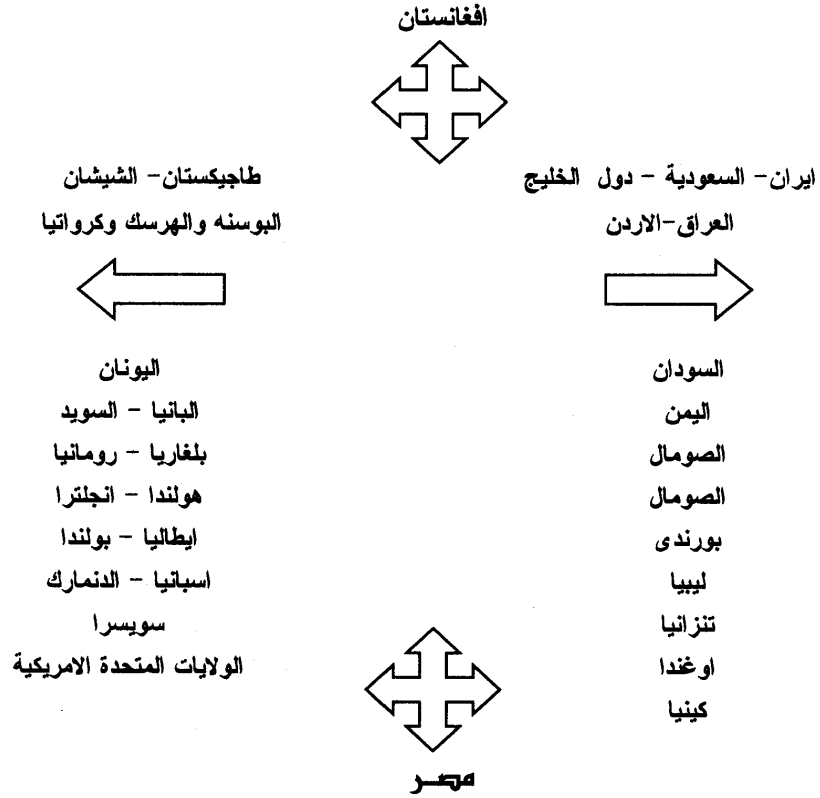 افغانستان
ايران- السعودية - دول الخليج
العراق-الاردن
طاجيكستان- الشيشان
البوسنه والهرسك وكرواتيا
السودان
اليمن
الصومال
الصومال
بورندى
ليبيا
تنزانيا
اوغندا
كينيا
اليونان
البانيا - السويد
بلغاريا - رومانيا
هولندا - انجلترا
ايطاليا - بولندا
اسبانيا - الدنمارك
سويسرا
الولايات المتحدة الامريكية
مصر